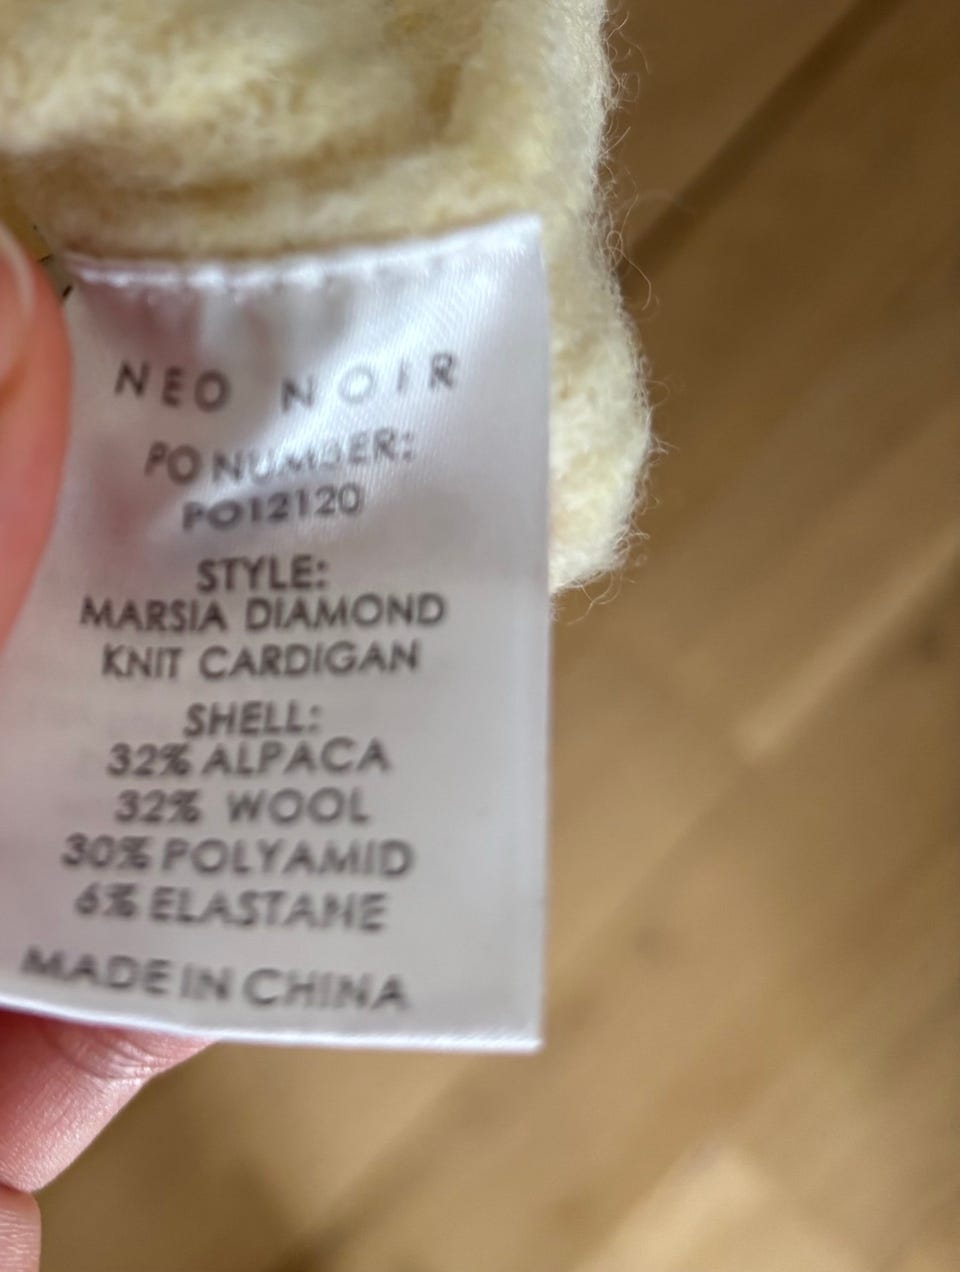 NEO NOIR
PO NUMBER:
PO12120
STYLE:
MARSIA DIAMOND
KNIT CARDIGAN
SHELL:
32% ALPACA
32% WOOL
30% POLYAMID
6% ELASTANE
MADE IN CHINA